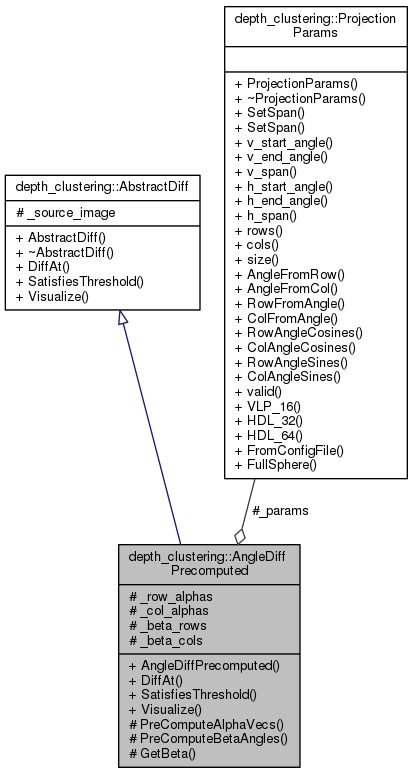 depth_clustering::Projection
Params
+ ProjectionParams()
+ ~ProjectionParams()
+ SetSpan()
+ SetSpan()
+ v_start_angle()
+ v_end_angle()
+ v_span()
+ h_start_angle()
+ h_end_angle()
+ h_span()
+ rows()
+ cols()
+ size()
+ AngleFromRow()
+ AngleFromCol()
+ RowFromAngle()
+ ColFromAngle()
+ RowAngleCosines()
+ ColAngleCosines()
+ RowAngleSines()
+ ColAngleSines()
+ valid()
+ VLP_16()
+ HDL_32()
+ HDL_64()
+ FromConfigFile()
+ FullSphere()
depth_clustering::AbstractDiff
# _source_image
+ AbstractDiff()
+ ~AbstractDiff()
+ DiffAt()
+ SatisfiesThreshold()
+ Visualize()
#_params
depth_clustering::AngleDiff
Precomputed
# _row_alphas
# _col_alphas
# _beta_rows
# _beta_cols
+ AngleDiffPrecomputed()
+ DiffAt()
+ SatisfiesThreshold()
+ Visualize()
# PreComputeAlphaVecs()
# PreComputeBetaAngles()
# GetBeta()